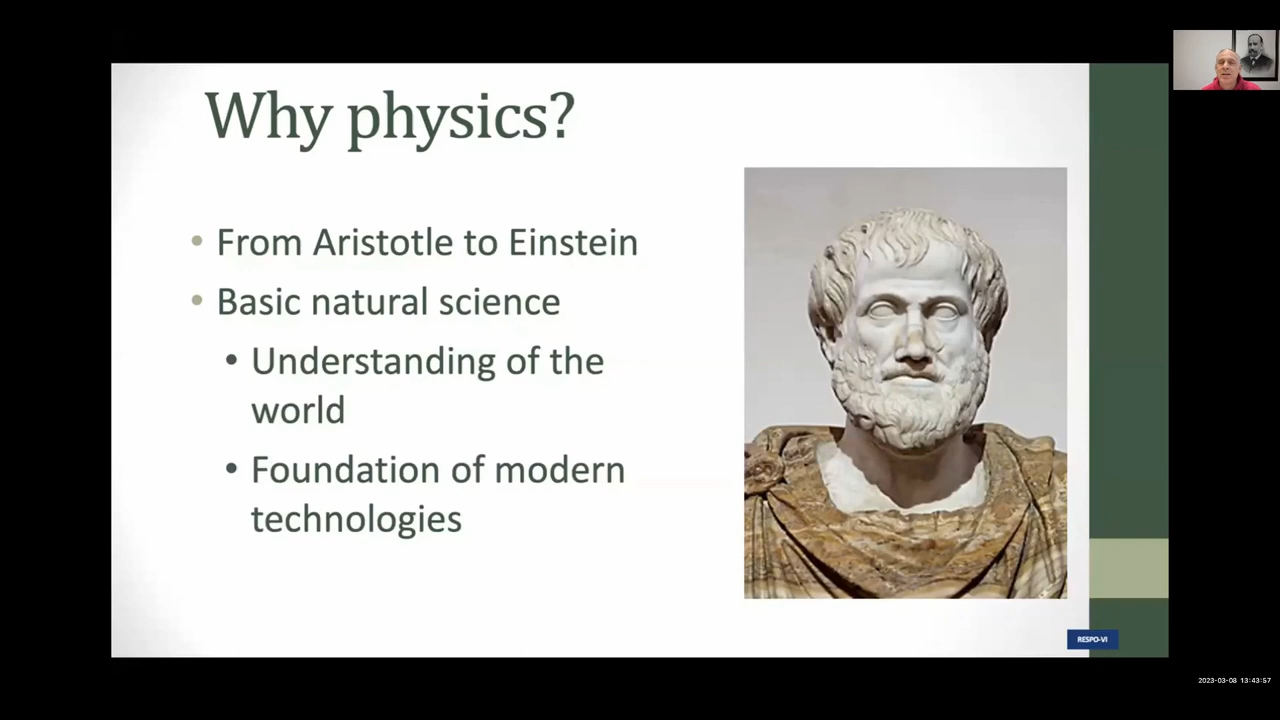 Why physics?
• From Aristotle to Einstein
• Basic natural science
• Understanding of the
world
• Foundation of modern
technologies
RESPO-VI
2023-03-08 13:43:57